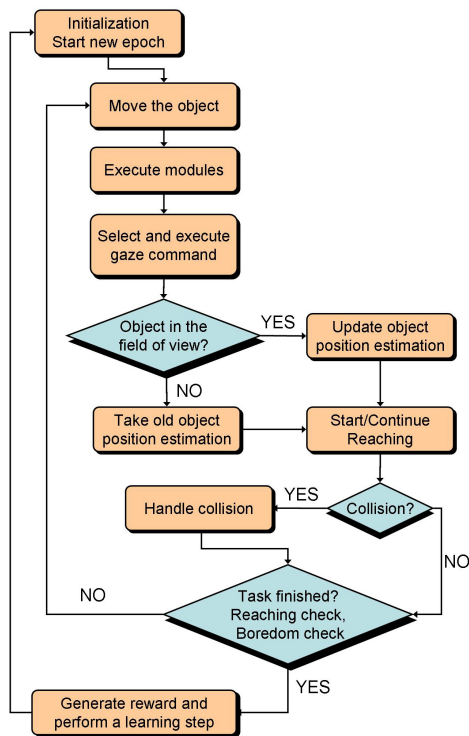 Initialization
Start new epoch
Move the object
Execute modules
Select and execute
gaze command
Object in the
field of view?
YES
Update object
position estimation
NO
Take old object
position estimation
Start/Continue
Reaching
Collision?
YES
Handle collision
NO
Task finished?
Reaching check,
Boredom check
NO
YES
Generate reward and
perform a learning step